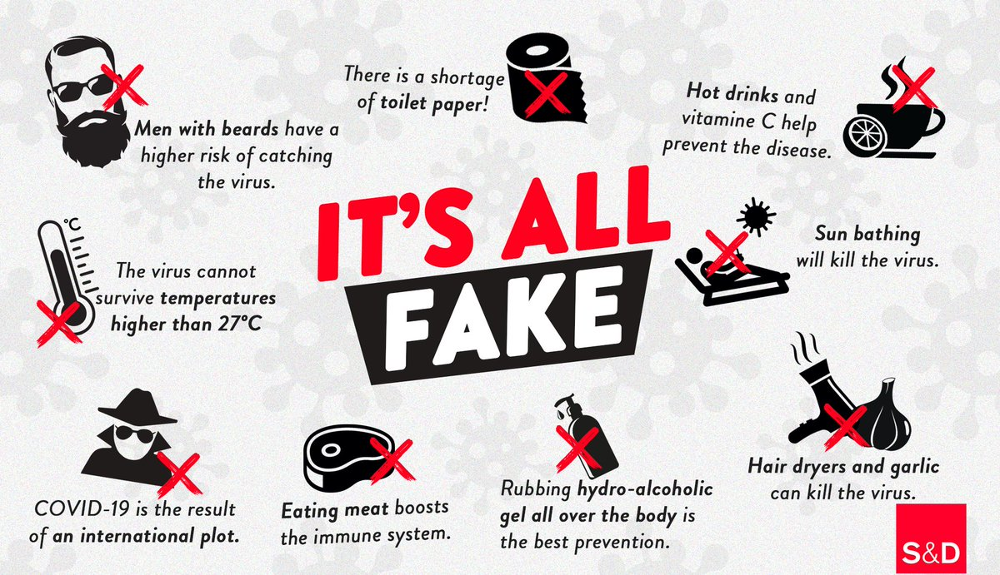 Men with beards have a
higher risk of catching
the virus.
There is a shortage
of toilet paper!
Hot drinks and
vitamine C help
prevent the disease.
°C
The virus cannot
survive temperatures
higher than 27°C
IT'S ALL
FAKE
Sun bathing
will kill the virus.
COVID-19 is the result
of an international plot.
Eating meat boosts
the immune system.
Rubbing hydro-alcoholic
gel all over the body is
the best prevention.
Hair dryers and garlic
can kill the virus.
S&D